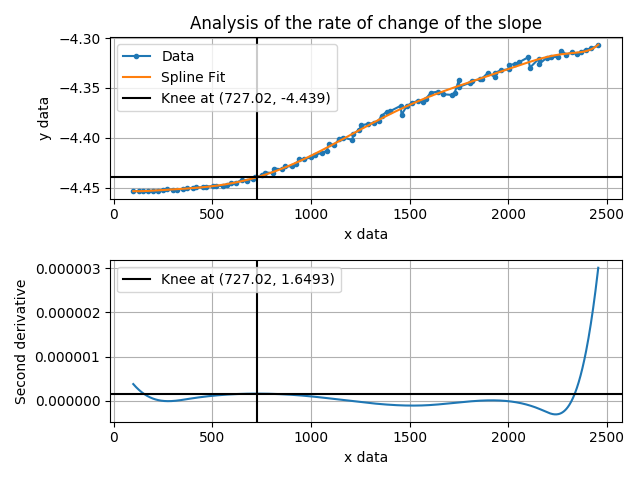 Analysis of the rate of change of the slope
−4.30
−4.35
−4.40
−4.45
y data
Data
Spline Fit
Knee at (727.02, -4.439)
0
500
1000
1500
2000
2500
x data
0.000003
0.000002
0.000001
0.000000
Second derivative
Knee at (727.02, 1.6493)
0
500
1000
1500
2000
2500
x data